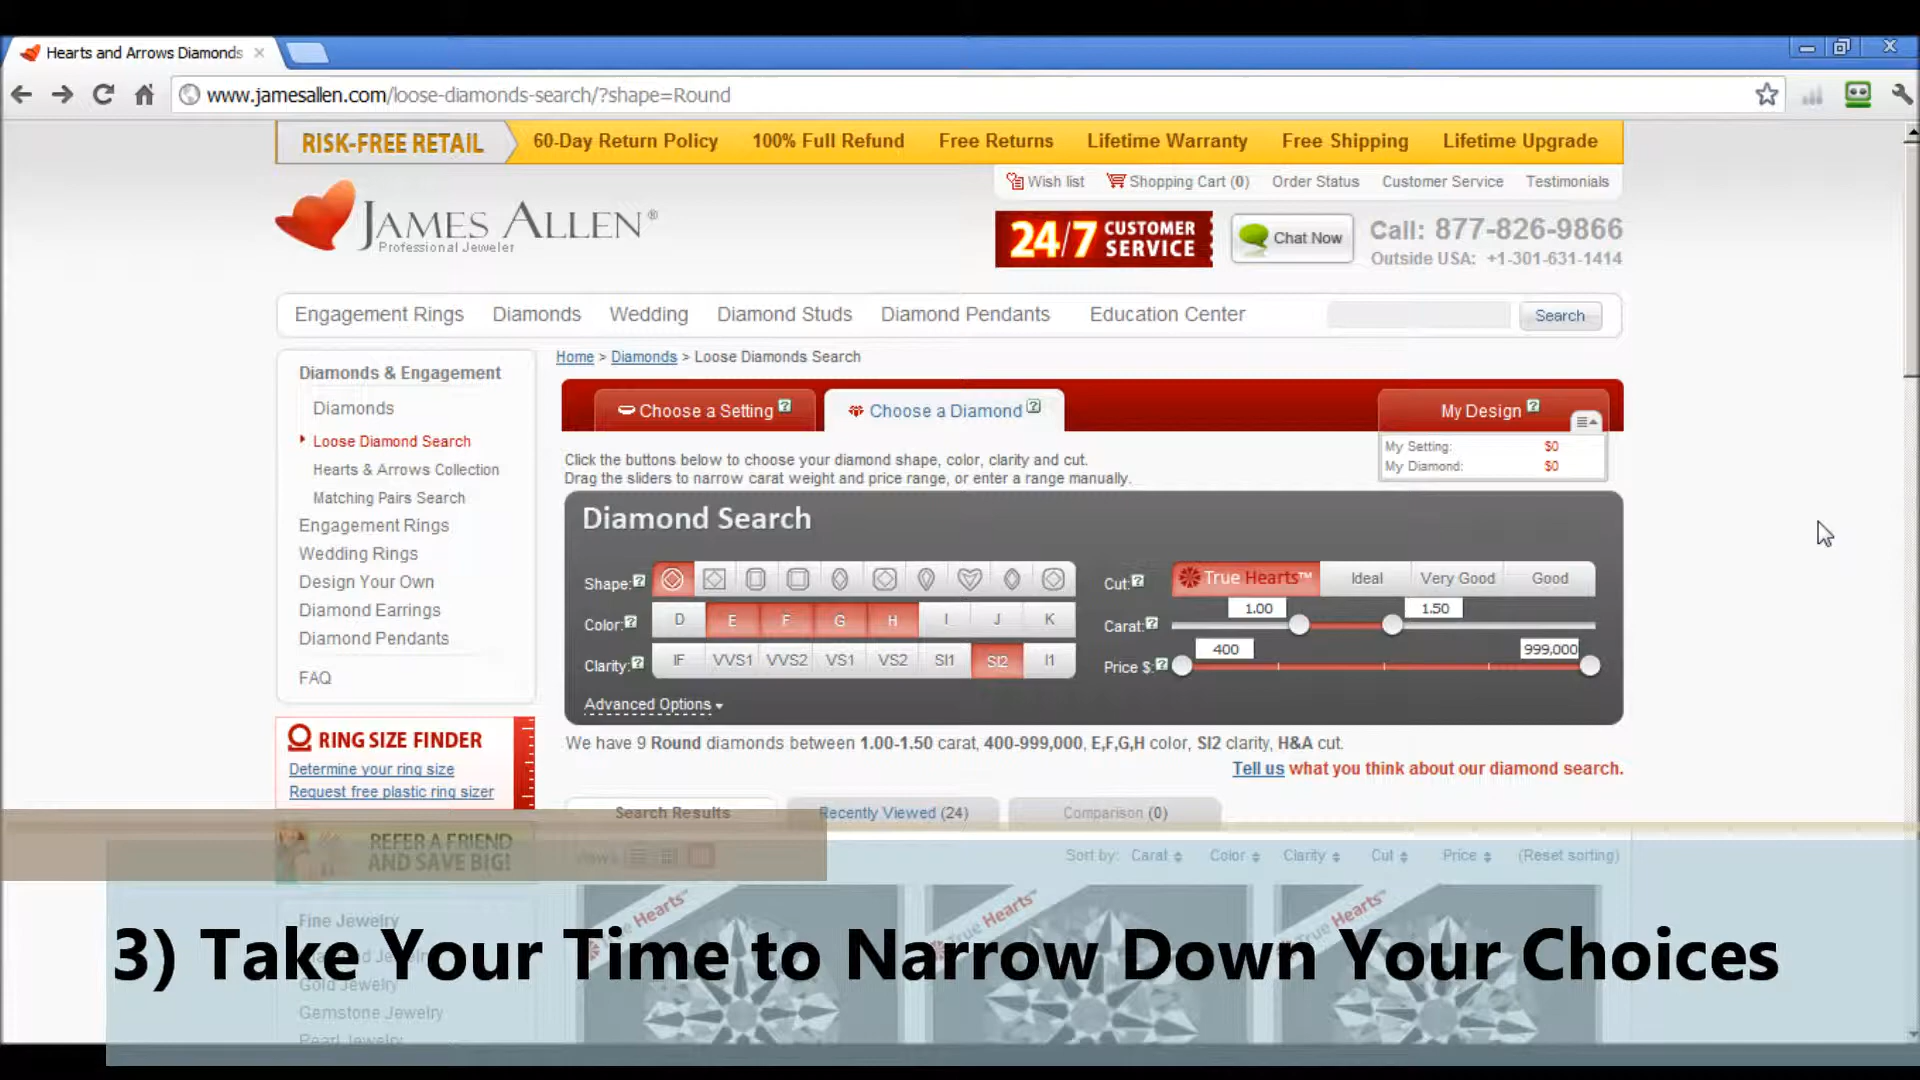 Hearts and Arrows Diamonds
www.jamesallen.com/loose-diamonds-search/?shape=Round
RISK-FREE RETAIL 60-Day Return Policy 100% Full Refund Free Returns Lifetime Warranty Free Shipping Lifetime Upgrade
Wish list Shopping Cart (0) Order Status Customer Service Testimonials
JAMES ALLEN®
Professional Jeweler
24/7 CUSTOMER SERVICE
Chat Now
Call: 877-826-9866
Outside USA: +1-301-631-1414
Engagement Rings Diamonds Wedding Diamond Studs Diamond Pendants Education Center Search
Diamonds & Engagement
Diamonds
Loose Diamond Search
Hearts & Arrows Collection
Matching Pairs Search
Engagement Rings
Wedding Rings
Design Your Own
Diamond Earrings
Diamond Pendants
FAQ
RING SIZE FINDER
Determine your ring size
Request free plastic ring sizer
REFER A FRIEND
AND SAVE BIG!
Fine Jewelry
Gold Jewelry
Gemstone Jewelry
Pearl Jewelry
Home > Diamonds > Loose Diamonds Search
Choose a Setting ? Choose a Diamond ? My Design ?
My Setting: $0
My Diamond: $0
Click the buttons below to choose your diamond shape, color, clarity and cut.
Drag the sliders to narrow carat weight and price range, or enter a range manually.
Diamond Search
Shape: ?
Color: ? D E F G H I J K
Clarity: ? IF VVS1 VVS2 VS1 VS2 SI1 SI2 I1
Advanced Options
Cut: ? True Hearts™ Ideal Very Good Good
Carat: ? 1.00 1.50
Price $: ? 400 999,000
We have 9 Round diamonds between 1.00-1.50 carat, 400-999,000, E,F,G,H color, SI2 clarity, H&A cut.
Tell us what you think about our diamond search.
Search Results Recently Viewed (24) Comparison (0)
Sort by: Carat Color Clarity Cut Price (Reset sorting)
True Hearts™
True Hearts™
True Hearts™
3) Take Your Time to Narrow Down Your Choices